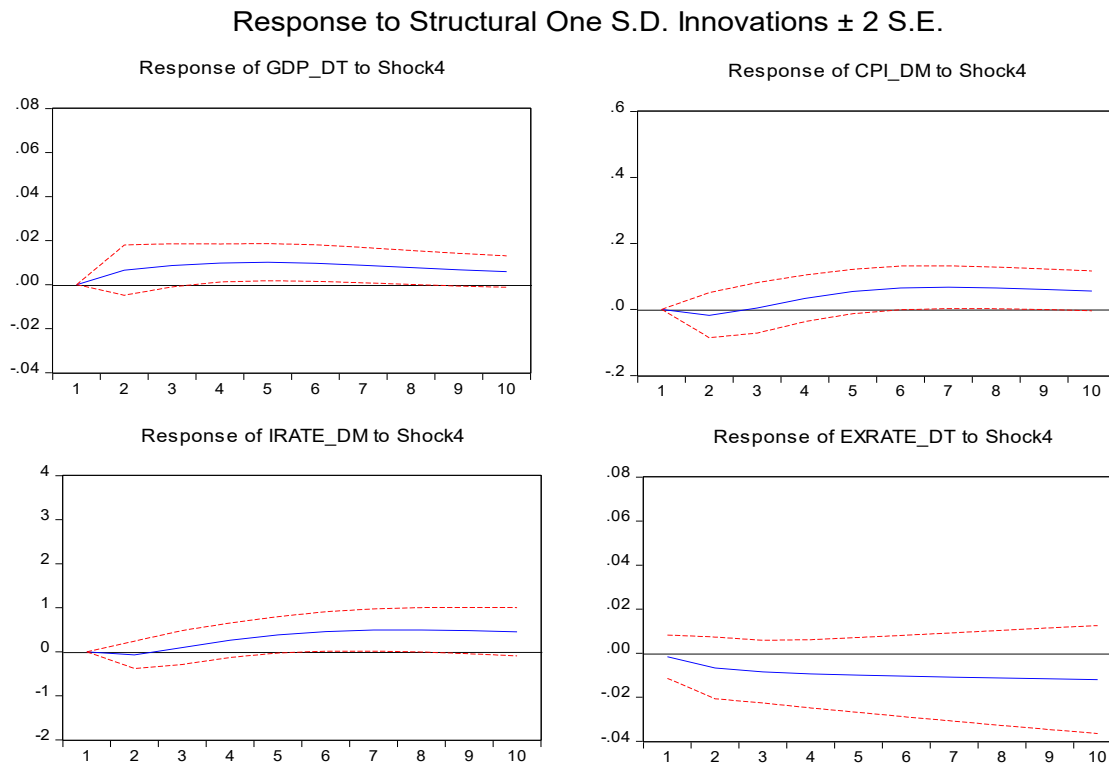 Response to Structural One S.D. Innovations ± 2 S.E.
Response of GDP_DT to Shock4
.08
.06
.04
.02
.00
-.02
-.04
1 2 3 4 5 6 7 8 9 10
Response of CPI_DM to Shock4
.6
.4
.2
.0
-.2
1 2 3 4 5 6 7 8 9 10
Response of IRATE_DM to Shock4
4
3
2
1
0
-1
-2
1 2 3 4 5 6 7 8 9 10
Response of EXRATE_DT to Shock4
.08
.06
.04
.02
.00
-.02
-.04
1 2 3 4 5 6 7 8 9 10